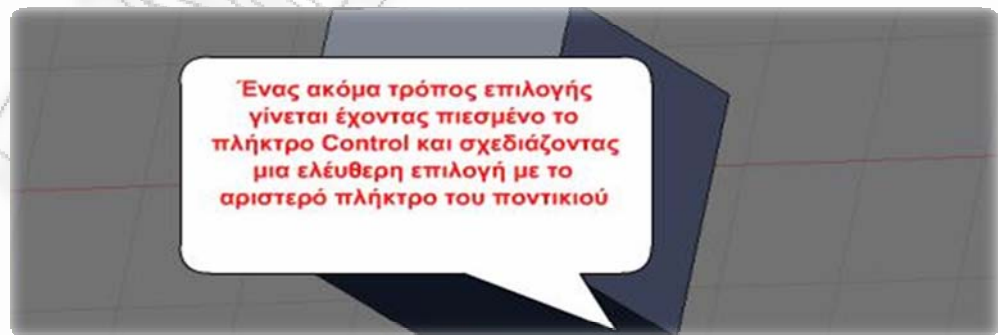 Ένας ακόμα τρόπος επιλογής
γίνεται έχοντας πιεσμένο το
πλήκτρο Control και σχεδιάζοντας
μια ελεύθερη επιλογή με το
αριστερό πλήκτρο του ποντικιού